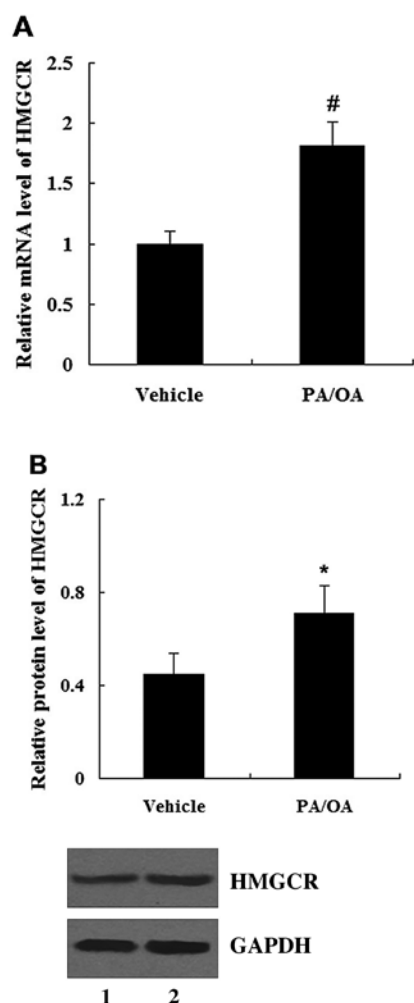 A
Relative mRNA level of HMGCR
2.5
2
1.5
1
0.5
0
#
Vehicle PA/OA
B
Relative protein level of HMGCR
1.2
0.8
0.4
0
*
Vehicle PA/OA
HMGCR
GAPDH
1 2